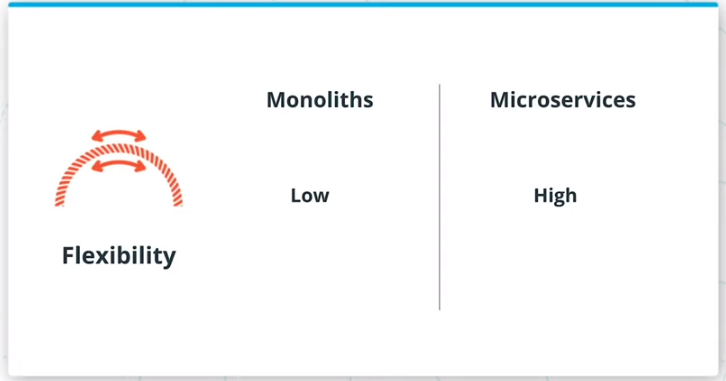 Monoliths
Microservices
Low
High
Flexibility